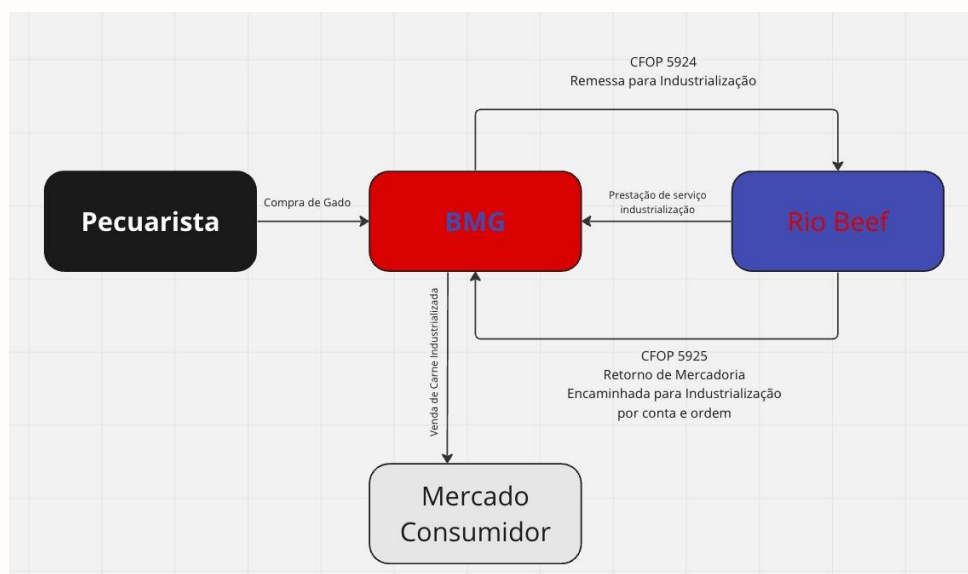 CFOP 5924
Remessa para Industrialização
Pecuarista
Compra de Gado
BMG
Prestação de serviço
industrialização
Rio Beef
Venda de Carne Industrializada
CFOP 5925
Retorno de Mercadoria
Encaminhada para Industrialização
por conta e ordem
Mercado
Consumidor